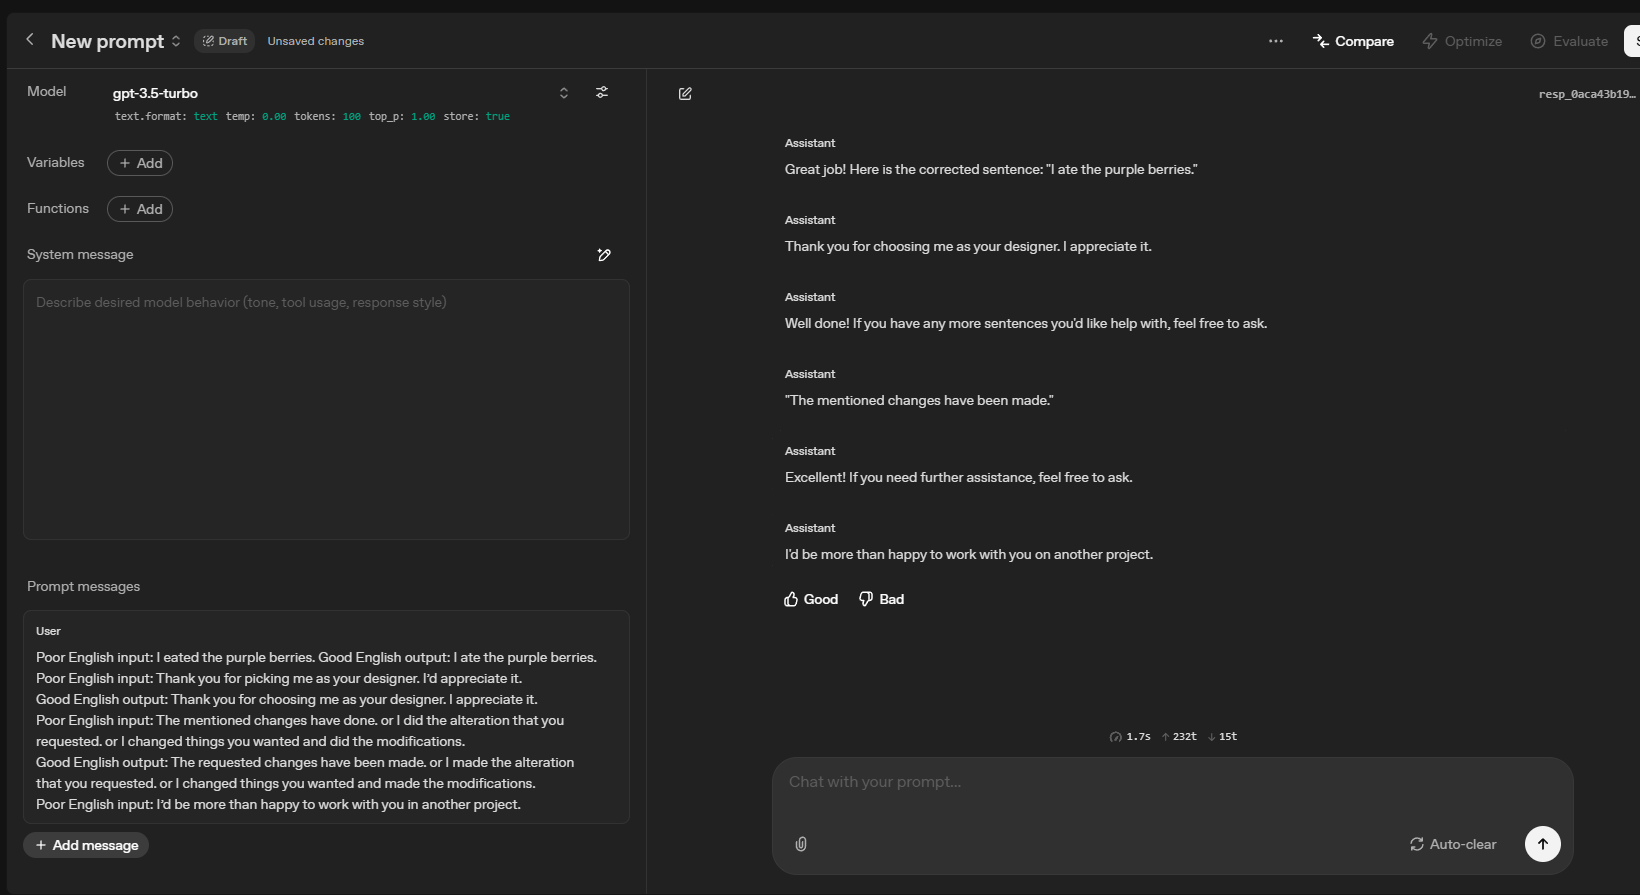 New prompt
Draft
Unsaved changes
Compare
Optimize
Evaluate
Model
gpt-3.5-turbo
text.format: text temp: 0.00 tokens: 100 top_p: 1.00 store: true
resp_0aca43b19…
Variables
+ Add
Functions
+ Add
System message
Describe desired model behavior (tone, tool usage, response style)
Prompt messages
User
Poor English input: I eated the purple berries. Good English output: I ate the purple berries.
Poor English input: Thank you for picking me as your designer. I'd appreciate it.
Good English output: Thank you for choosing me as your designer. I appreciate it.
Poor English input: The mentioned changes have done. or I did the alteration that you
requested. or I changed things you wanted and did the modifications.
Good English output: The requested changes have been made. or I made the alteration
that you requested. or I changed things you wanted and made the modifications.
Poor English input: I'd be more than happy to work with you in another project.
+ Add message
Assistant
Great job! Here is the corrected sentence: "I ate the purple berries."
Assistant
Thank you for choosing me as your designer. I appreciate it.
Assistant
Well done! If you have any more sentences you'd like help with, feel free to ask.
Assistant
"The mentioned changes have been made."
Assistant
Excellent! If you need further assistance, feel free to ask.
Assistant
I'd be more than happy to work with you on another project.
Good
Bad
1.7s ↑ 232t ↓ 15t
Chat with your prompt...
Auto-clear